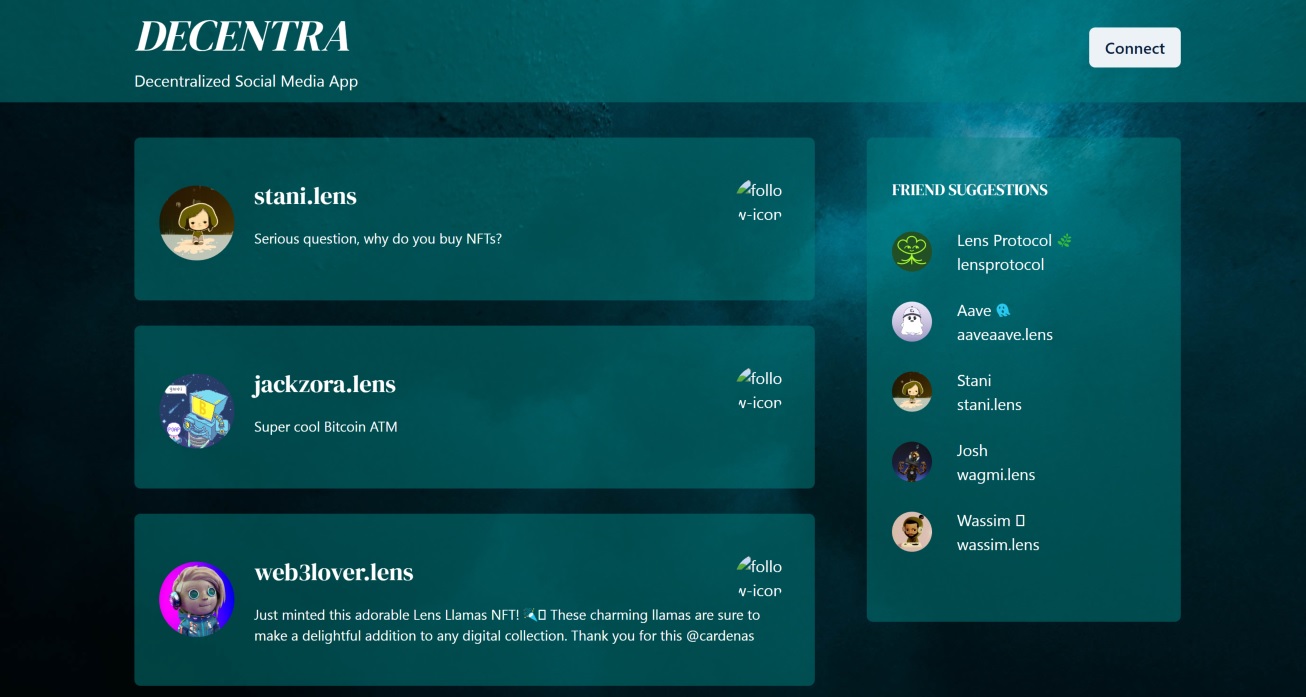 DECENTRA
Decentralized Social Media App
Connect
stani.lens
Serious question, why do you buy NFTs?
follo
w-icon
jackzora.lens
Super cool Bitcoin ATM
follo
w-icon
web3lover.lens
Just minted this adorable Lens Llamas NFT! These charming llamas are sure to
make a delightful addition to any digital collection. Thank you for this @cardenas
follo
w-icon
FRIEND SUGGESTIONS
Lens Protocol 🌿
lensprotocol
Aave
aaveaave.lens
Stani
stani.lens
Josh
wagmi.lens
Wassim
wassim.lens